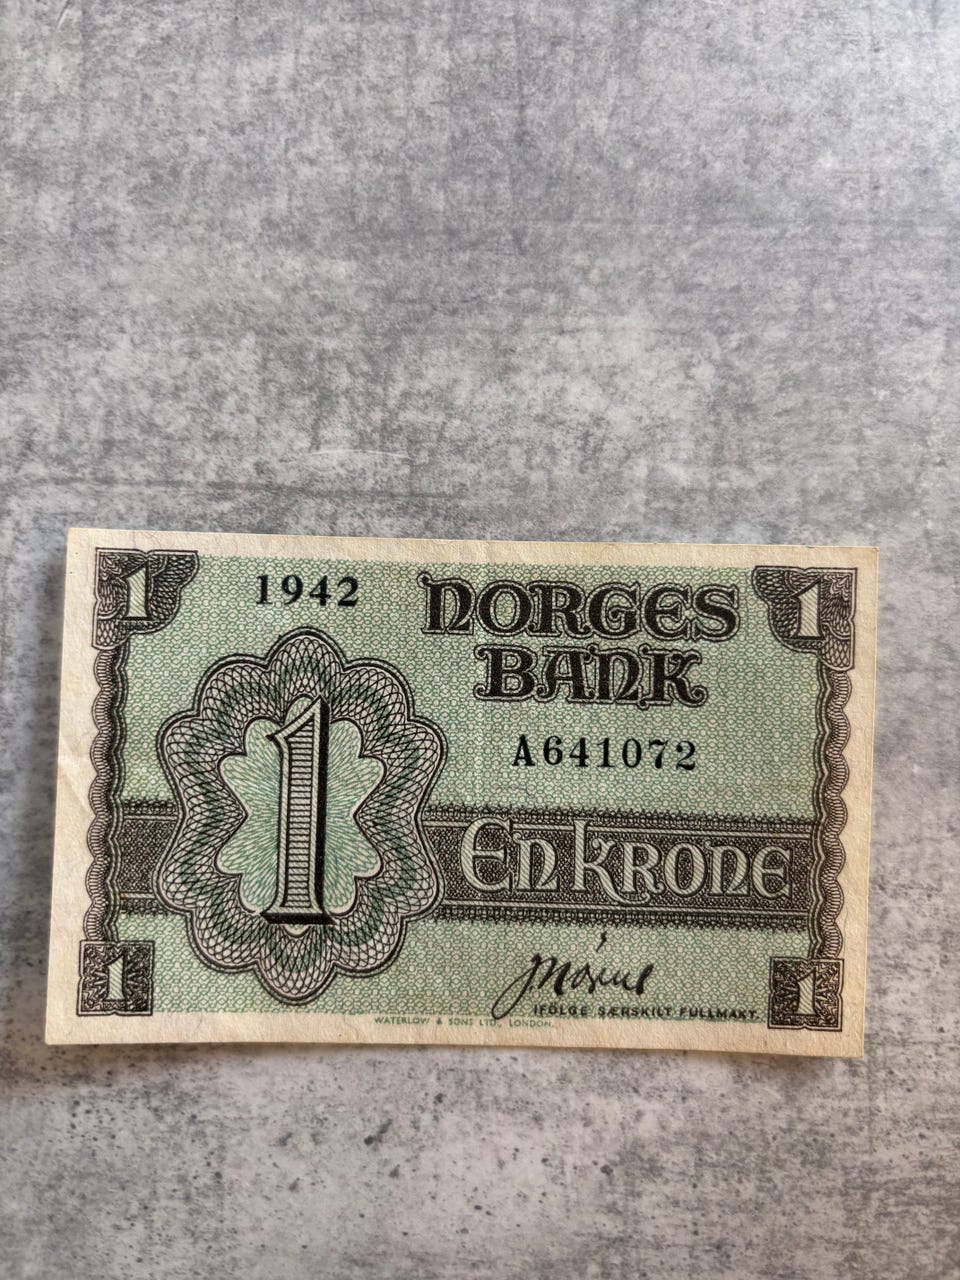 1 1
1942
NORGES
BANK
A641072
1
En KRONE
1 1
IFØLGE SÆRSKILT FULLMAKT.
WATERLOW & SONS LTD., LONDON.